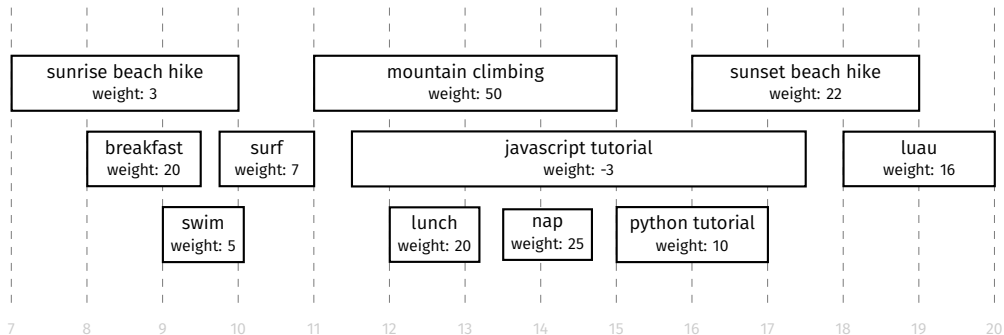 sunrise beach hike
weight: 3
mountain climbing
weight: 50
sunset beach hike
weight: 22
breakfast
weight: 20
surf
weight: 7
javascript tutorial
weight: -3
luau
weight: 16
swim
weight: 5
lunch
weight: 20
nap
weight: 25
python tutorial
weight: 10
7 8 9 10 11 12 13 14 15 16 17 18 19 20